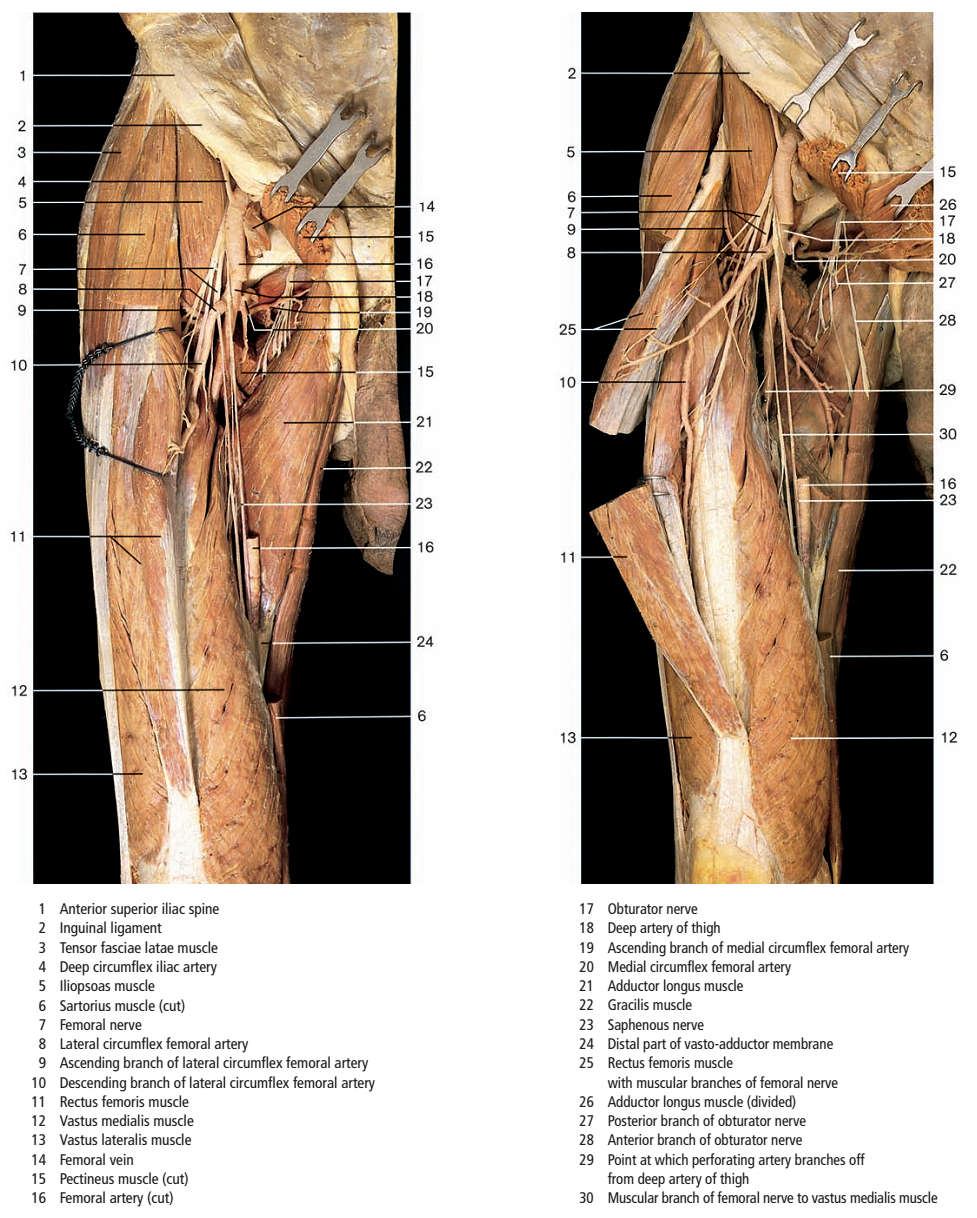 1
2
3
4
5
6
7
8
9
10
11
12
13
14
15
16
17
18
19
20
15
21
22
23
16
24
6
2
5
6
7
9
8
25
10
11
13
15
26
17
18
20
27
28
29
30
16
23
22
6
12
1 Anterior superior iliac spine
2 Inguinal ligament
3 Tensor fasciae latae muscle
4 Deep circumflex iliac artery
5 Iliopsoas muscle
6 Sartorius muscle (cut)
7 Femoral nerve
8 Lateral circumflex femoral artery
9 Ascending branch of lateral circumflex femoral artery
10 Descending branch of lateral circumflex femoral artery
11 Rectus femoris muscle
12 Vastus medialis muscle
13 Vastus lateralis muscle
14 Femoral vein
15 Pectineus muscle (cut)
16 Femoral artery (cut)
17 Obturator nerve
18 Deep artery of thigh
19 Ascending branch of medial circumflex femoral artery
20 Medial circumflex femoral artery
21 Adductor longus muscle
22 Gracilis muscle
23 Saphenous nerve
24 Distal part of vasto-adductor membrane
25 Rectus femoris muscle
with muscular branches of femoral nerve
26 Adductor longus muscle (divided)
27 Posterior branch of obturator nerve
28 Anterior branch of obturator nerve
29 Point at which perforating artery branches off
from deep artery of thigh
30 Muscular branch of femoral nerve to vastus medialis muscle